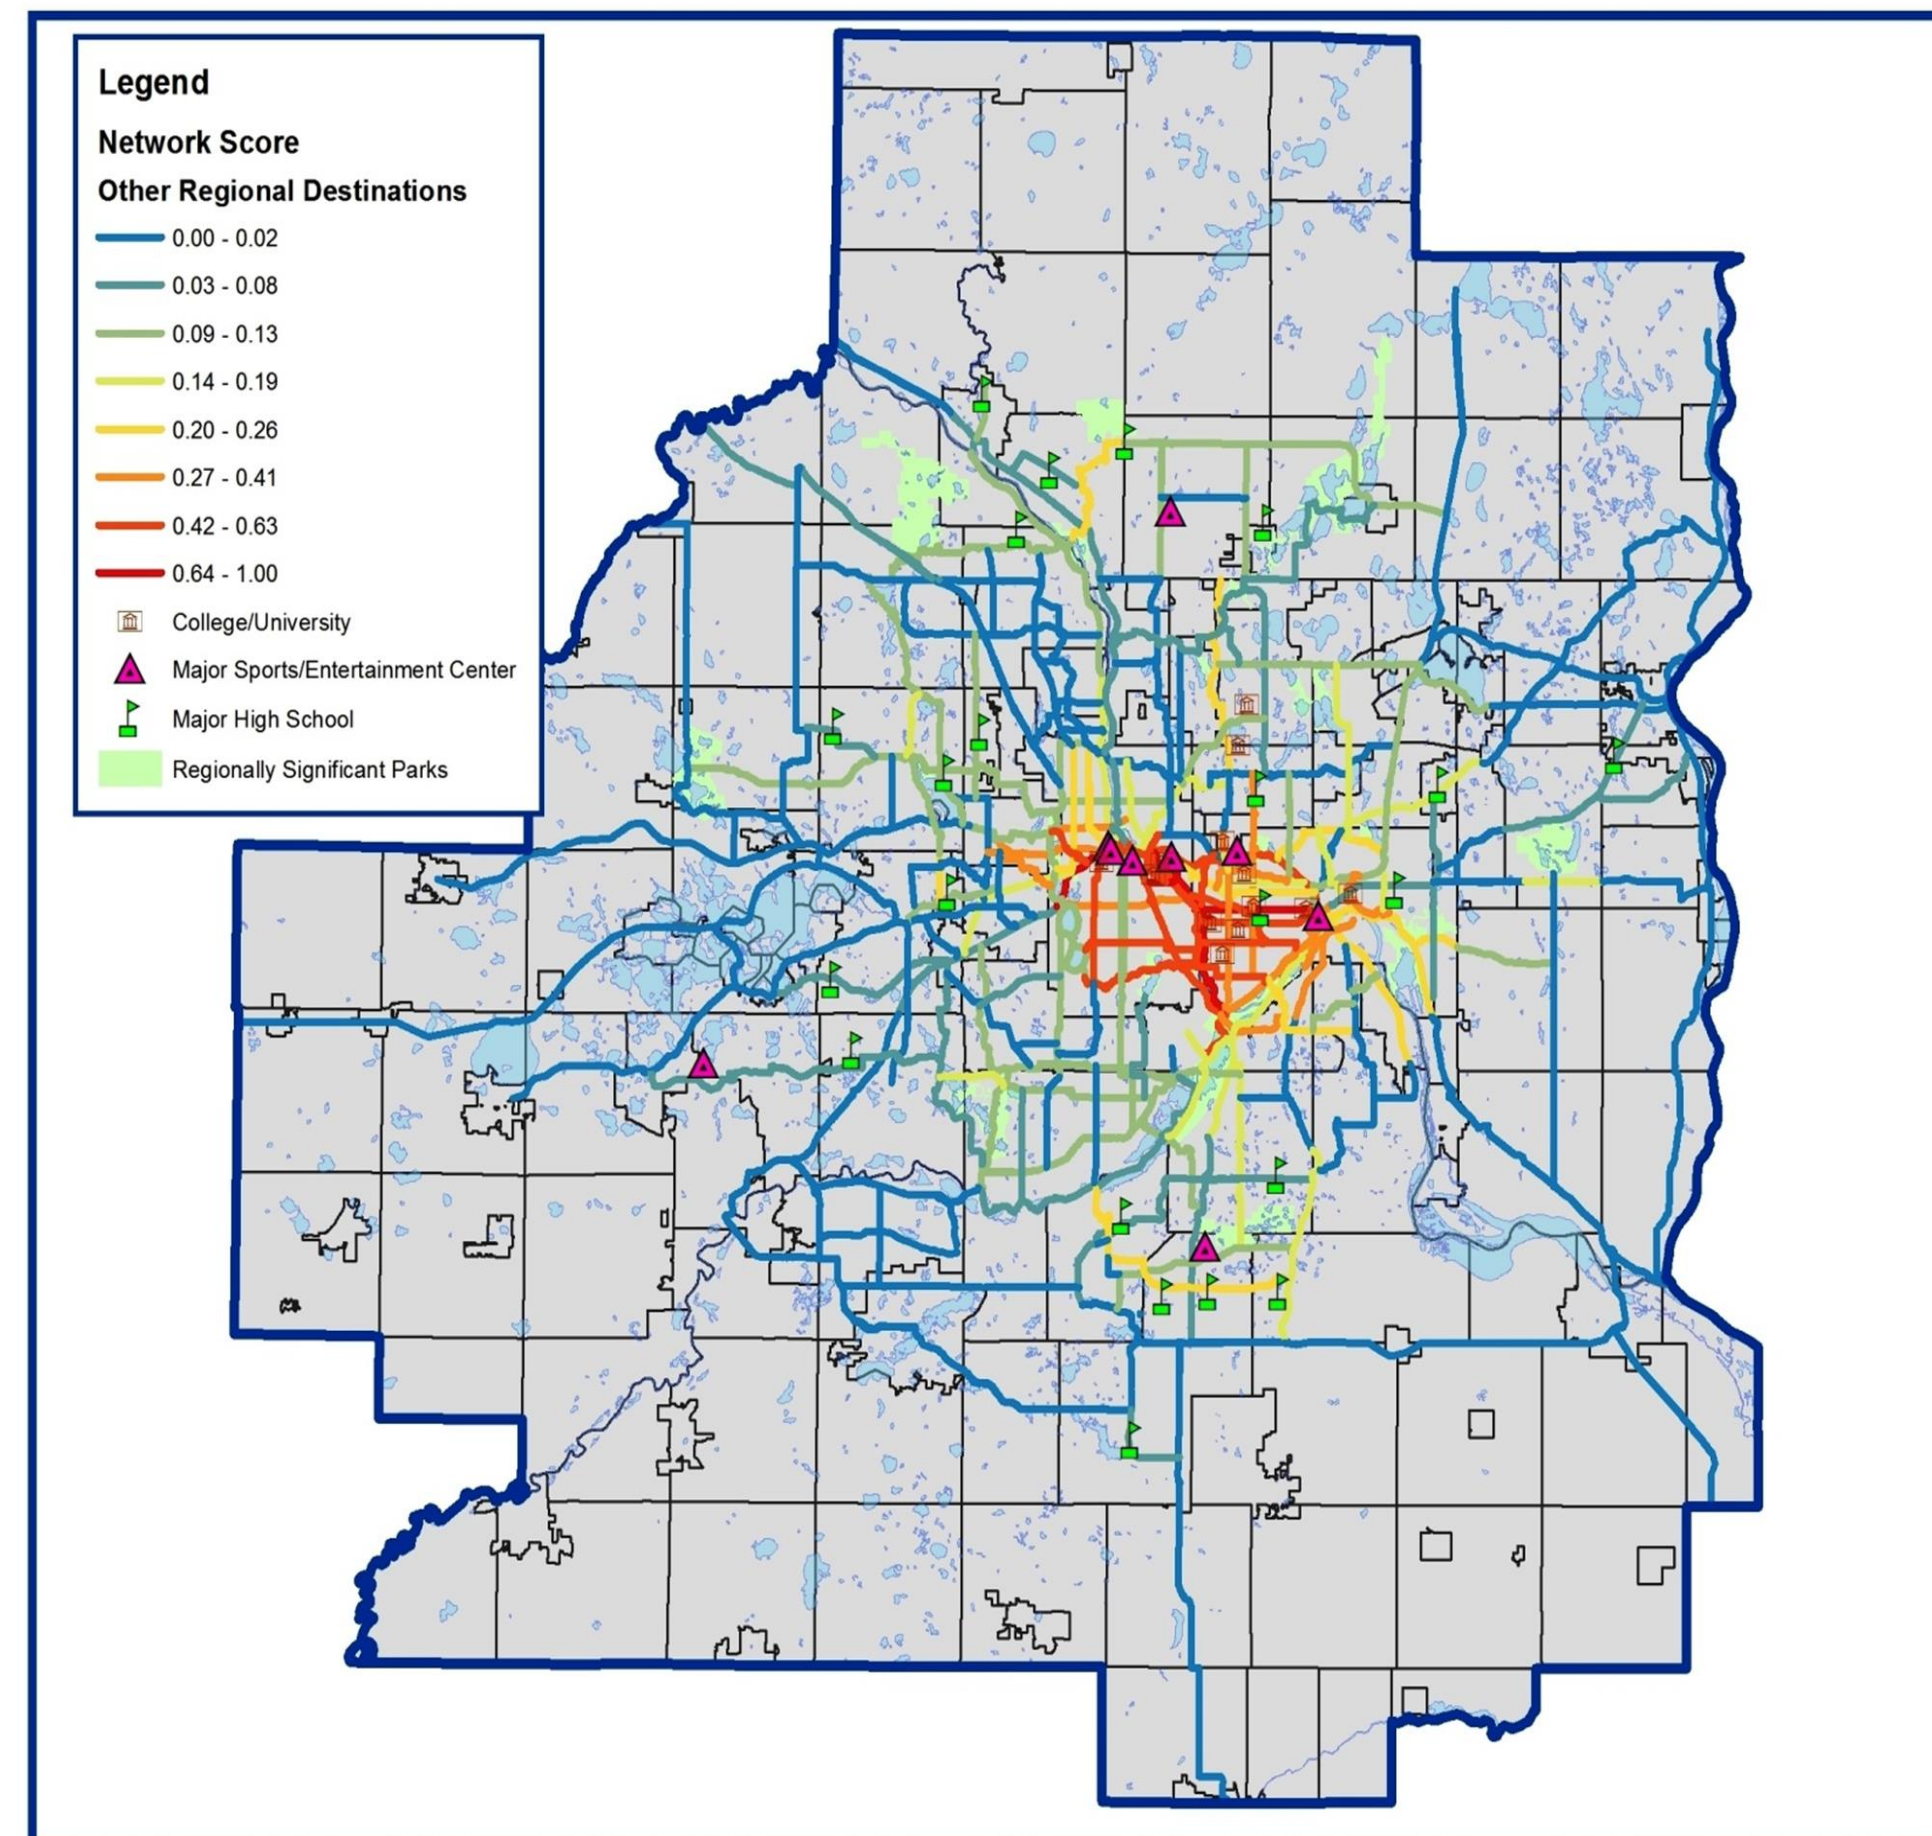 Legend
Network Score
Other Regional Destinations
0.00 - 0.02
0.03 - 0.08
0.09 - 0.13
0.14 - 0.19
0.20 - 0.26
0.27 - 0.41
0.42 - 0.63
0.64 - 1.00
College/University
Major Sports/Entertainment Center
Major High School
Regionally Significant Parks